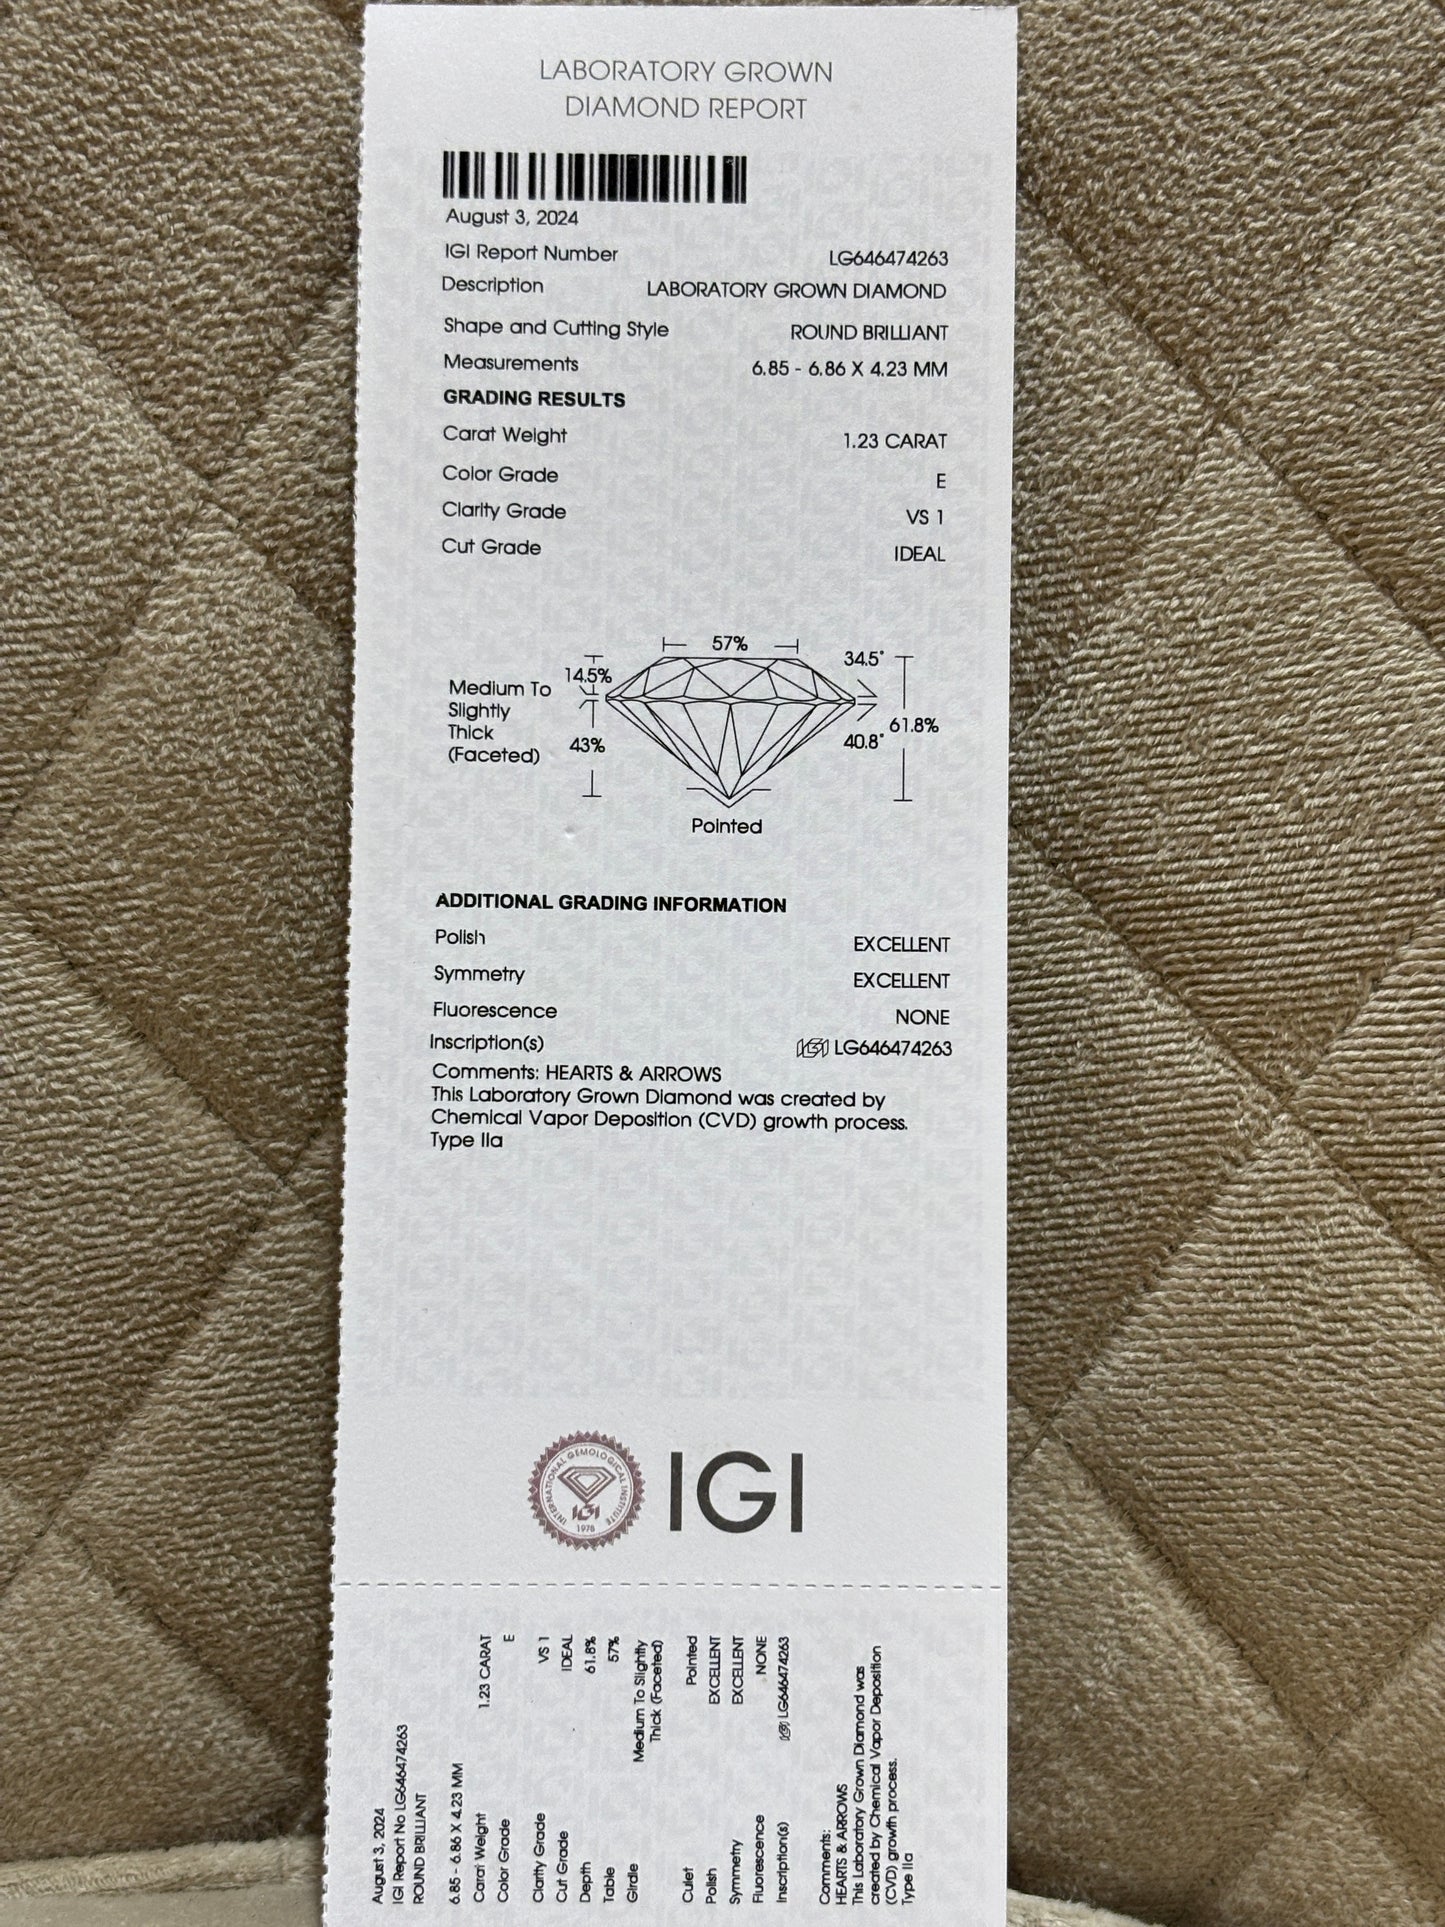 LABORATORY GROWN
DIAMOND REPORT
August 3, 2024
IGI Report Number LG646474263
Description LABORATORY GROWN DIAMOND
Shape and Cutting Style ROUND BRILLIANT
Measurements 6.85 - 6.86 X 4.23 MM
GRADING RESULTS
Carat Weight 1.23 CARAT
Color Grade E
Clarity Grade VS 1
Cut Grade IDEAL
57%
34.5°
14.5%
Medium To
Slightly
Thick
(Faceted)
43%
40.8°
61.8%
Pointed
ADDITIONAL GRADING INFORMATION
Polish EXCELLENT
Symmetry EXCELLENT
Fluorescence NONE
Inscription(s) IGI LG646474263
Comments: HEARTS & ARROWS
This Laboratory Grown Diamond was created by
Chemical Vapor Deposition (CVD) growth process.
Type IIa
INTERNATIONAL GEMOLOGICAL INSTITUTE
IGI
1975
IGI
August 3, 2024
IGI Report No LG646474263
ROUND BRILLIANT
6.85 - 6.86 X 4.23 MM
Carat Weight 1.23 CARAT
Color Grade E
Clarity Grade VS 1
Cut Grade IDEAL
Depth 61.8%
Table 57%
Girdle Medium To Slightly
Thick (Faceted)
Culet Pointed
Polish EXCELLENT
Symmetry EXCELLENT
Fluorescence NONE
Inscription(s) IGI LG646474263
Comments:
HEARTS & ARROWS
This Laboratory Grown Diamond was
created by Chemical Vapor Deposition
(CVD) growth process.
Type IIa